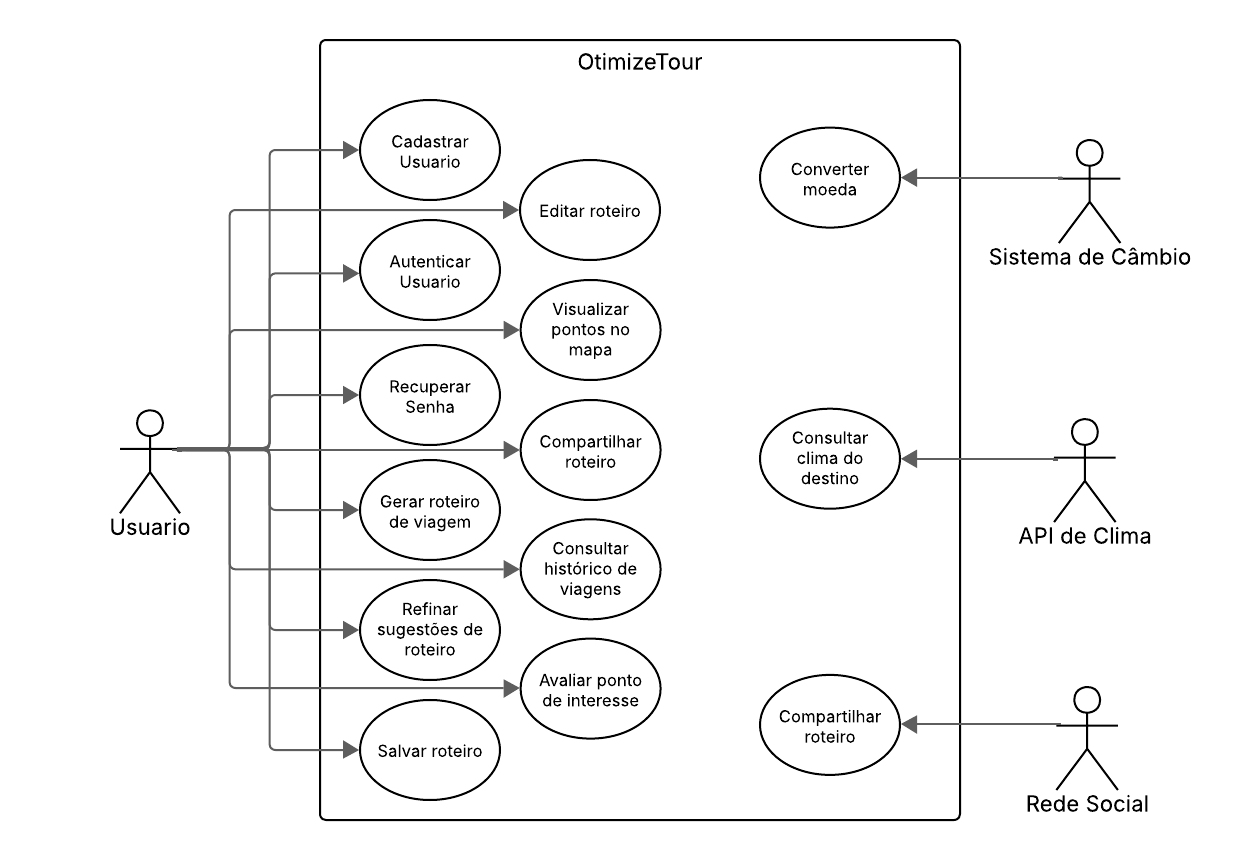 OtimizeTour
Cadastrar
Usuario
Editar roteiro
Autenticar
Usuario
Visualizar
pontos no
mapa
Recuperar
Senha
Compartilhar
roteiro
Gerar roteiro
de viagem
Consultar
histórico de
viagens
Refinar
sugestões de
roteiro
Avaliar ponto
de interesse
Salvar roteiro
Usuario
Converter
moeda
Sistema de Câmbio
Consultar
clima do
destino
API de Clima
Compartilhar
roteiro
Rede Social